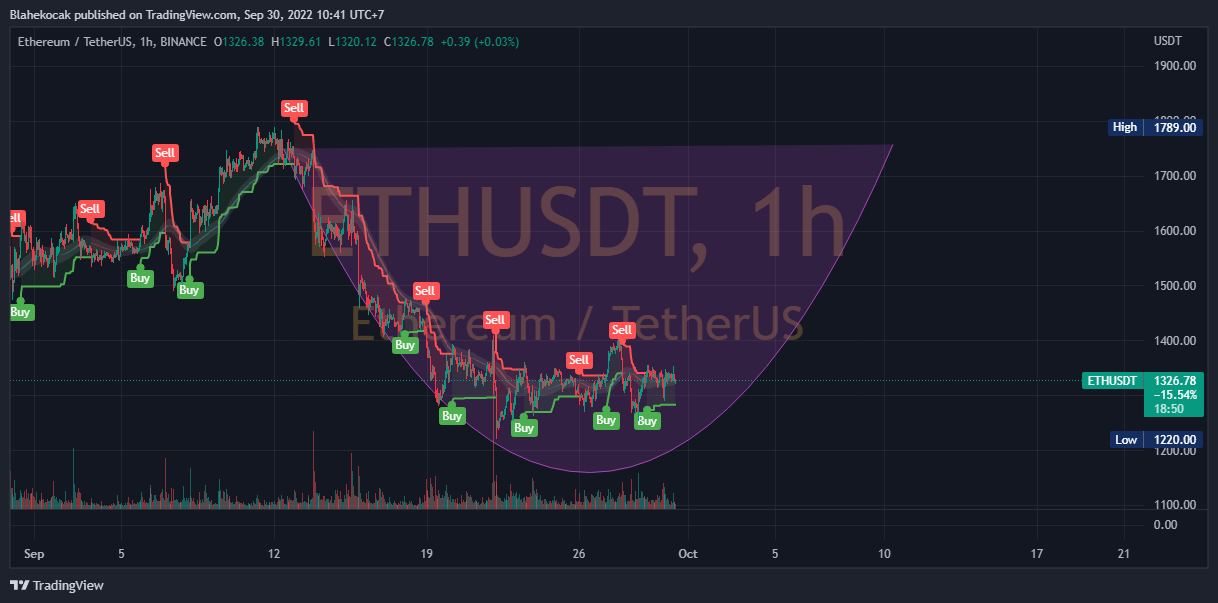 Blahekocak published on TradingView.com, Sep 30, 2022 10:41 UTC+7
Ethereum / TetherUS, 1h, BINANCE O1326.38 H1329.61 L1320.12 C1326.78 +0.39 (+0.03%)
USDT
1900.00
Sell
High 1789.00
Sell
1700.00
ETHUSDT, 1h
Sell
ell
1600.00
Buy
Buy
Sell
1500.00
Buy
Sell
Ethereum / TetherUS
Sell
Buy
1400.00
Sell
ETHUSDT 1326.78
−15.54%
18:50
Buy
Buy
Buy
Buy
Low 1220.00
1200.00
1100.00
0.00
Sep 5 12 19 26 Oct 5 10 17 21
TradingView